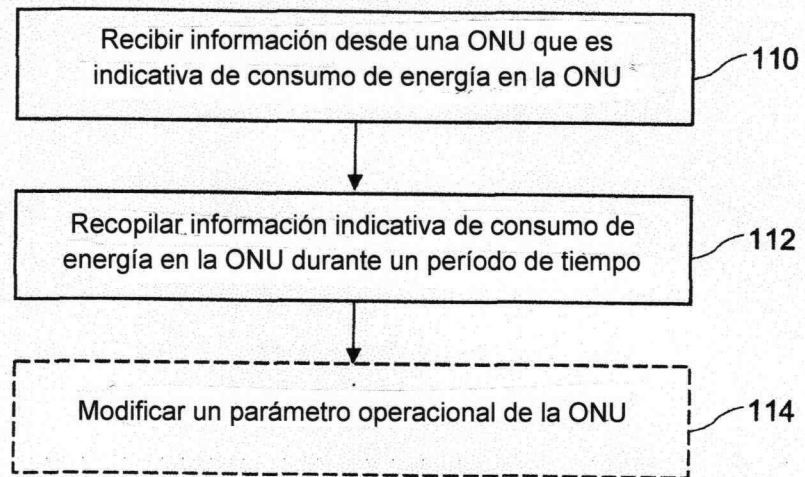 Recibir información desde una ONU que es
indicativa de consumo de energía en la ONU
110
Recopilar información indicativa de consumo de
energía en la ONU durante un período de tiempo
112
Modificar un parámetro operacional de la ONU
114